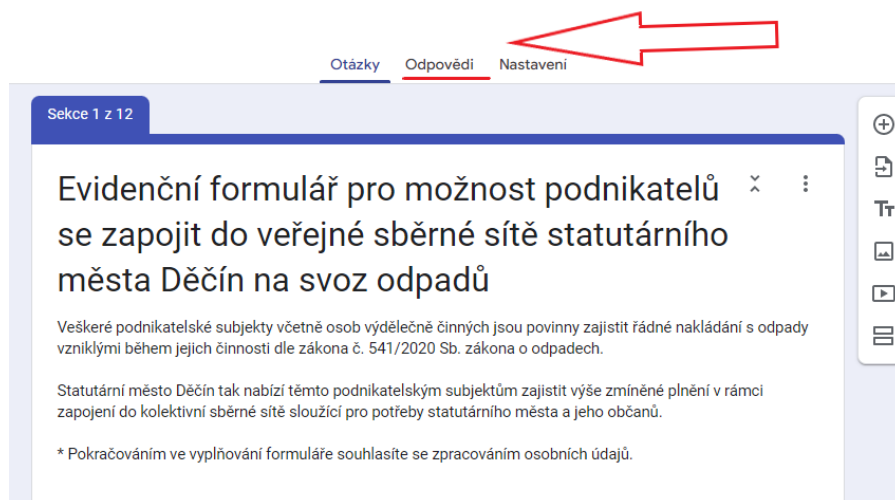 Otázky Odpovědi Nastavení
Sekce 1 z 12
Evidenční formulář pro možnost podnikatelů
se zapojit do veřejné sběrné sítě statutárního
města Děčín na svoz odpadů
Veškeré podnikatelské subjekty včetně osob výdělečně činných jsou povinny zajistit řádné nakládání s odpady
vzniklými během jejich činnosti dle zákona č. 541/2020 Sb. zákona o odpadech.
Statutární město Děčín tak nabízí těmto podnikatelským subjektům zajistit výše zmíněné plnění v rámci
zapojení do kolektivní sběrné sítě sloužící pro potřeby statutárního města a jeho občanů.
* Pokračováním ve vyplňování formuláře souhlasíte se zpracováním osobních údajů.
Tт